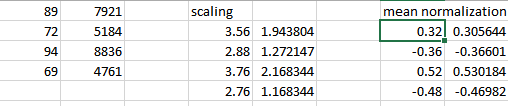 89 7921 scaling mean normalization
72 5184 3.56 1.943804 0.32 0.305644
94 8836 2.88 1.272147 -0.36 -0.36601
69 4761 3.76 2.168344 0.52 0.530184
2.76 1.168344 -0.48 -0.46982